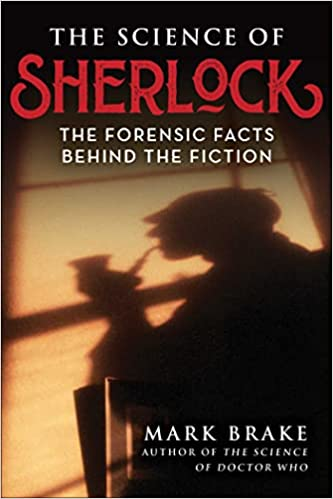 THE SCIENCE OF
SHERLOCK
THE FORENSIC FACTS
BEHIND THE FICTION
MARK BRAKE
AUTHOR OF THE SCIENCE
OF DOCTOR WHO